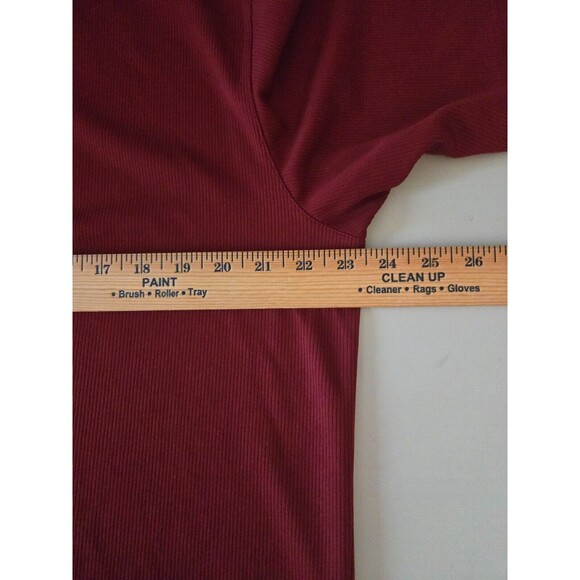 17 18 19 20 21 22 23 24 25 26
PAINT
• Brush • Roller • Tray
CLEAN UP
• Cleaner • Rags • Gloves